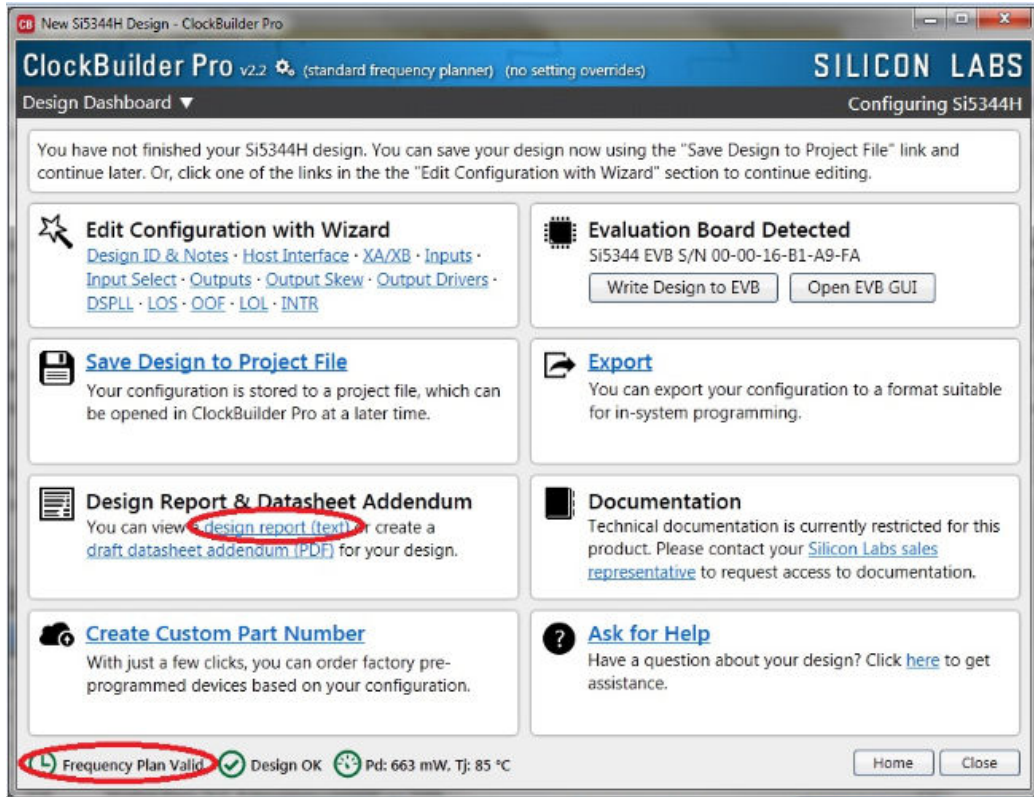 New Si5344H Design - ClockBuilder Pro
ClockBuilder Pro v2.2 (standard frequency planner) (no setting overrides)
SILICON LABS
Design Dashboard ▼
Configuring Si5344H
You have not finished your Si5344H design. You can save your design now using the "Save Design to Project File" link and
continue later. Or, click one of the links in the the "Edit Configuration with Wizard" section to continue editing.
Edit Configuration with Wizard
Design ID & Notes · Host Interface · XA/XB · Inputs ·
Input Select · Outputs · Output Skew · Output Drivers ·
DSPLL · LOS · OOF · LOL · INTR
Evaluation Board Detected
Si5344 EVB S/N 00-00-16-B1-A9-FA
Write Design to EVB
Open EVB GUI
Save Design to Project File
Your configuration is stored to a project file, which can
be opened in ClockBuilder Pro at a later time.
Export
You can export your configuration to a format suitable
for in-system programming.
Design Report & Datasheet Addendum
You can view a design report (text) or create a
draft datasheet addendum (PDF) for your design.
Documentation
Technical documentation is currently restricted for this
product. Please contact your Silicon Labs sales
representative to request access to documentation.
Create Custom Part Number
With just a few clicks, you can order factory pre-
programmed devices based on your configuration.
Ask for Help
Have a question about your design? Click here to get
assistance.
Frequency Plan Valid
Design OK
Pd: 663 mW, Tj: 85 °C
Home
Close